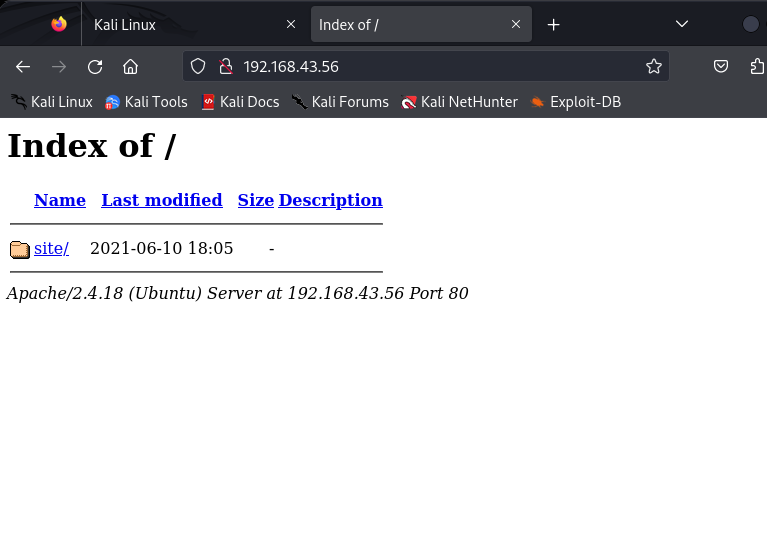 Kali Linux
Index of /
192.168.43.56
Kali Linux Kali Tools Kali Docs Kali Forums Kali NetHunter Exploit-DB
Index of /
Name Last modified Size Description
site/ 2021-06-10 18:05 -
Apache/2.4.18 (Ubuntu) Server at 192.168.43.56 Port 80